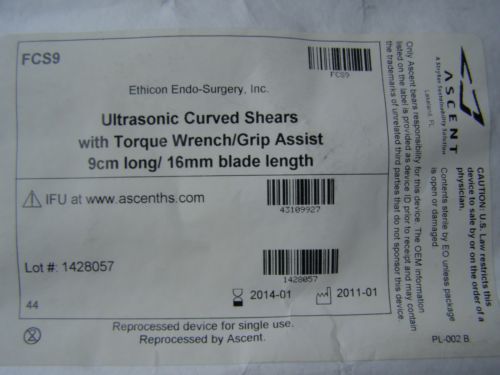 FCS9
FCS9
Ethicon Endo-Surgery, Inc.
Ultrasonic Curved Shears
with Torque Wrench/Grip Assist
9cm long/ 16mm blade length
IFU at www.ascenths.com
43109927
Lot #: 1428057
1428057
2014-01
2011-01
44
Reprocessed device for single use.
Reprocessed by Ascent.
ASCENT
A Stryker Sustainability Solution
Lakeland, FL
Only Ascent bears responsibility for this device. The OEM information
listed on the label is provided as device ID prior to receipt and may contain
the trademarks of unrelated third parties that do not sponsor this device.
Contents sterile by EO unless package
is open or damaged.
CAUTION: U.S. Law restricts this
device to sale by or on the order of a
physician.
PL-002 B